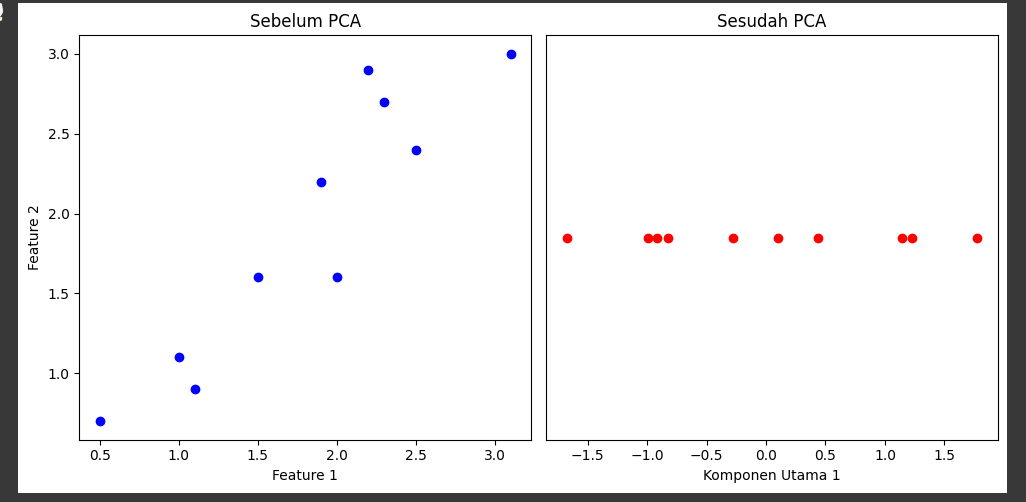 Sebelum PCA
Sesudah PCA
3.0
2.5
2.0
1.5
1.0
Feature 2
0.5 1.0 1.5 2.0 2.5 3.0
−1.5 −1.0 −0.5 0.0 0.5 1.0 1.5
Feature 1
Komponen Utama 1